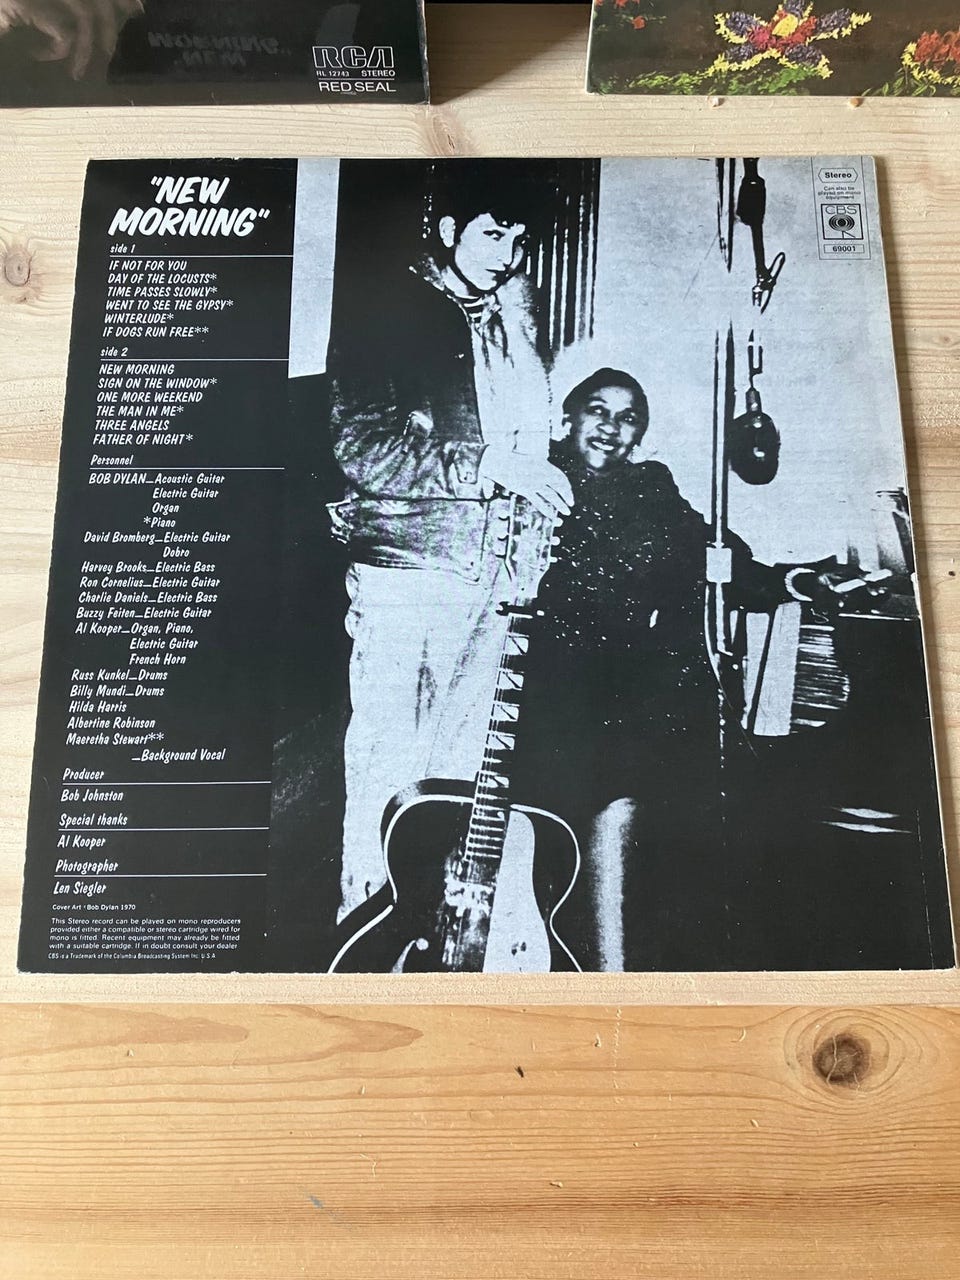 RCA
RL 12743 STEREO
RED SEAL
"NEW
MORNING"
side 1
IF NOT FOR YOU
DAY OF THE LOCUSTS*
TIME PASSES SLOWLY*
WENT TO SEE THE GYPSY*
WINTERLUDE*
IF DOGS RUN FREE**
side 2
NEW MORNING
SIGN ON THE WINDOW*
ONE MORE WEEKEND
THE MAN IN ME*
THREE ANGELS
FATHER OF NIGHT*
Personnel
BOB DYLAN_Acoustic Guitar
Electric Guitar
Organ
*Piano
David Bromberg_Electric Guitar
Dobro
Harvey Brooks_Electric Bass
Ron Cornelius_Electric Guitar
Charlie Daniels_Electric Bass
Buzzy Feiten_Electric Guitar
Al Kooper_Organ, Piano,
Electric Guitar
French Horn
Russ Kunkel_Drums
Billy Mundi_Drums
Hilda Harris
Albertine Robinson
Maeretha Stewart**
_Background Vocal
Producer
Bob Johnston
Special thanks
Al Kooper
Photographer
Len Siegler
Cover Art Bob Dylan 1970
This Stereo record can be played on mono reproducers
provided either a compatible or stereo cartridge wired for
mono is fitted. Recent equipment may already be fitted
with a suitable cartridge. If in doubt consult your dealer
CBS is a Trademark of the Columbia Broadcasting System Inc. U.S.A
Stereo
Can also be
played on mono
equipment
CBS
69001